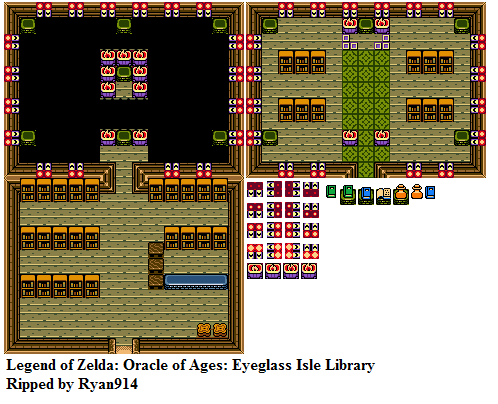 Legend of Zelda: Oracle of Ages: Eyeglass Isle Library
Ripped by Ryan914